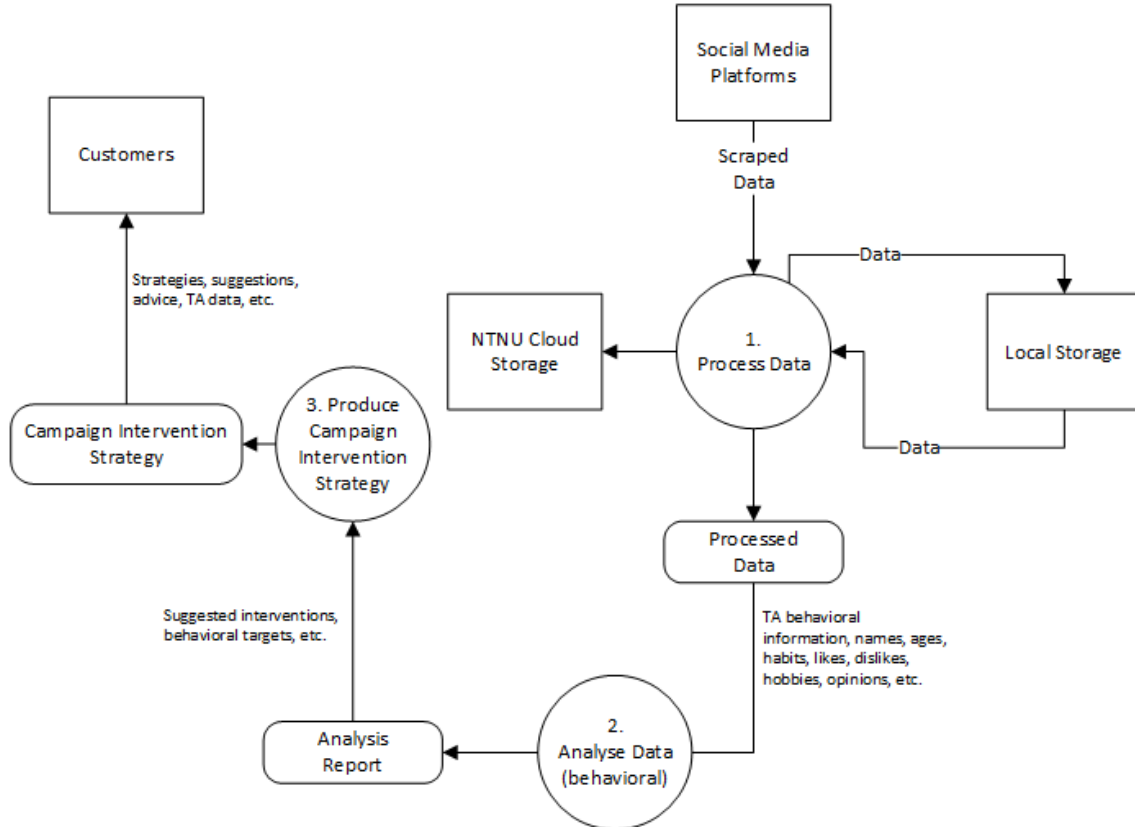 Social Media
Platforms
Customers
Scraped
Data
Data
Strategies, suggestions,
advice, TA data, etc.
NTNU Cloud
Storage
1.
Process Data
Local Storage
3. Produce
Campaign
Intervention
Strategy
Campaign Intervention
Strategy
Data
Processed
Data
Suggested interventions,
behavioral targets, etc.
TA behavioral
information, names, ages,
habits, likes, dislikes,
hobbies, opinions, etc.
2.
Analyse Data
(behavioral)
Analysis
Report